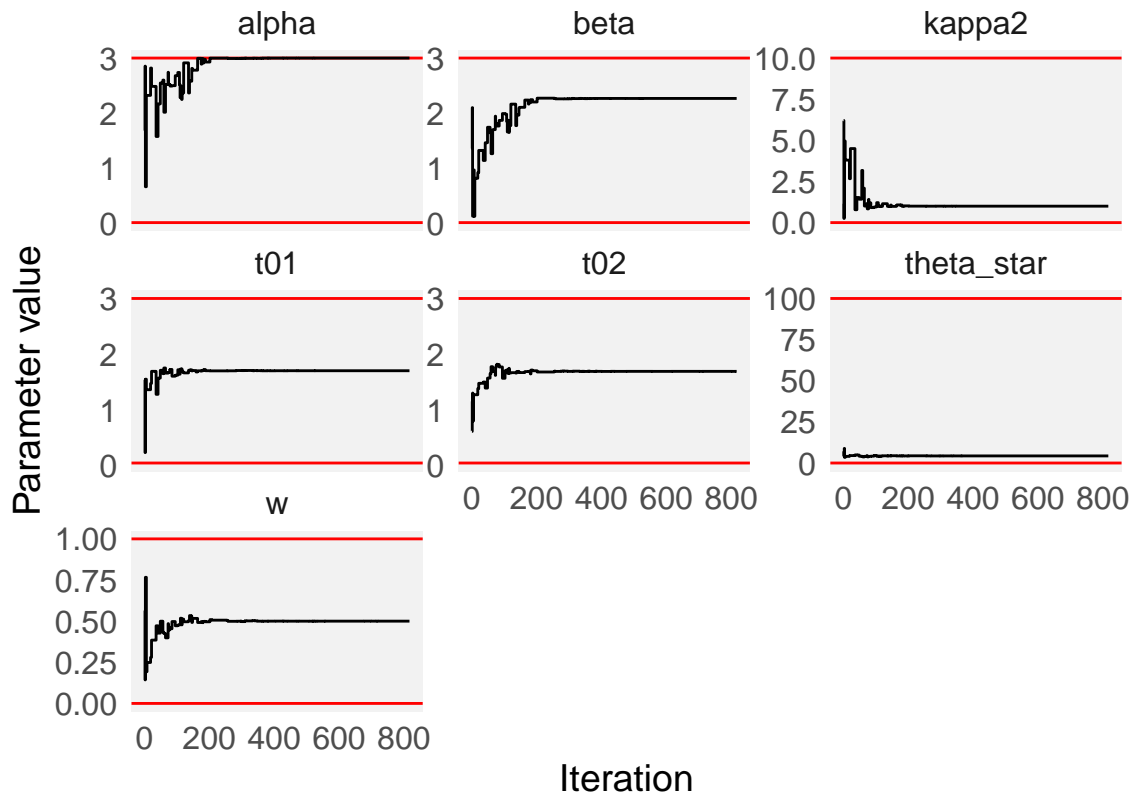 alpha beta kappa2
3 3 10.0
2 2 7.5
1 1 5.0
0 0 2.5
0.0
t01 t02 theta_star
3 3 100
2 2 75
1 1 50
0 0 25
0
0 200 400 600 800 0 200 400 600 800
w
1.00
0.75
0.50
0.25
0.00
0 200 400 600 800
Parameter value
Iteration